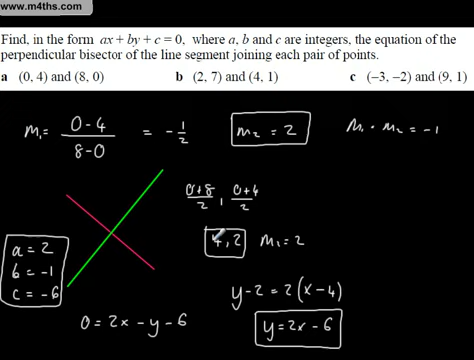 www.m4ths.com
Find, in the form ax + by + c = 0, where a, b and c are integers, the equation of the
perpendicular bisector of the line segment joining each pair of points.
a (0, 4) and (8, 0) b (2, 7) and (4, 1) c (−3, −2) and (9, 1)
m₁ = (0 - 4)/(8 - 0) = -1/2 m₂ = 2 m₁ · m₂ = -1
(0+8)/2 , (0+4)/2
4, 2 m₁ = 2
a = 2
b = -1
c = -6
y - 2 = 2(x - 4)
0 = 2x - y - 6
y = 2x - 6